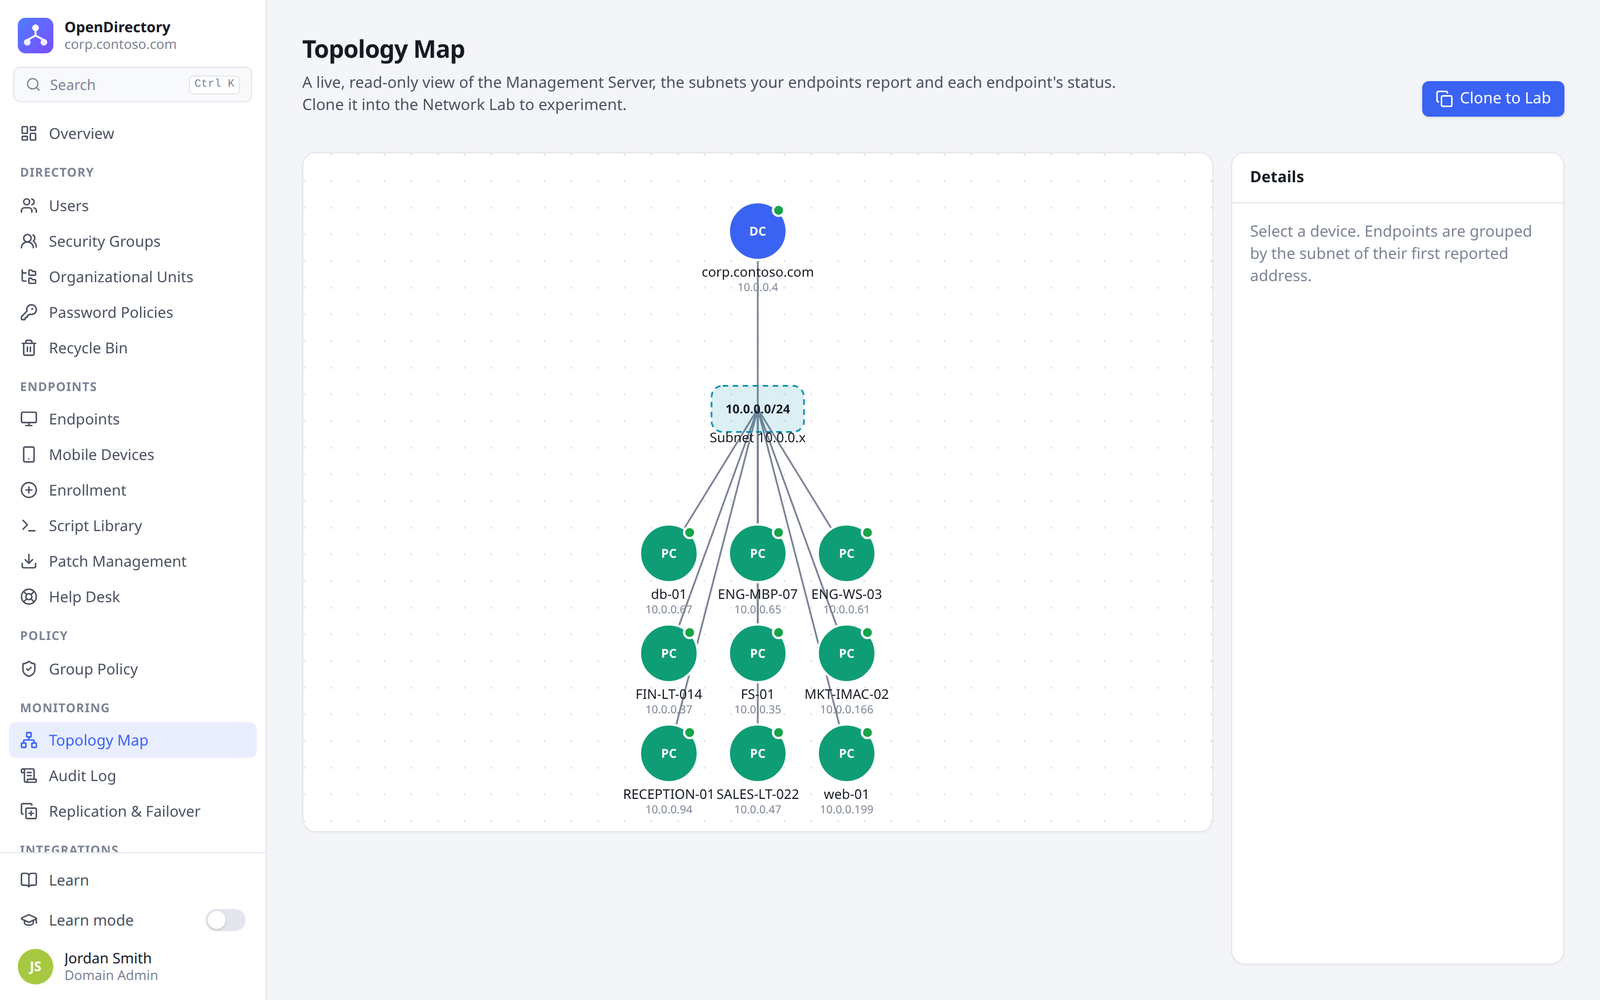 OpenDirectory
corp.contoso.com
Search
Ctrl K
Overview
DIRECTORY
Users
Security Groups
Organizational Units
Password Policies
Recycle Bin
ENDPOINTS
Endpoints
Mobile Devices
Enrollment
Script Library
Patch Management
Help Desk
POLICY
Group Policy
MONITORING
Topology Map
Audit Log
Replication & Failover
INTEGRATIONS
Learn
Learn mode
JS
Jordan Smith
Domain Admin
Topology Map
A live, read-only view of the Management Server, the subnets your endpoints report and each endpoint's status.
Clone it into the Network Lab to experiment.
Clone to Lab
DC
corp.contoso.com
10.0.0.4
10.0.0.0/24
Subnet 10.0.0.x
PC PC PC
db-01 ENG-MBP-07 ENG-WS-03
10.0.0.67 10.0.0.65 10.0.0.61
PC PC PC
FIN-LT-014 FS-01 MKT-IMAC-02
10.0.0.37 10.0.0.35 10.0.0.166
PC PC PC
RECEPTION-01 SALES-LT-022 web-01
10.0.0.94 10.0.0.47 10.0.0.199
Details
Select a device. Endpoints are grouped
by the subnet of their first reported
address.